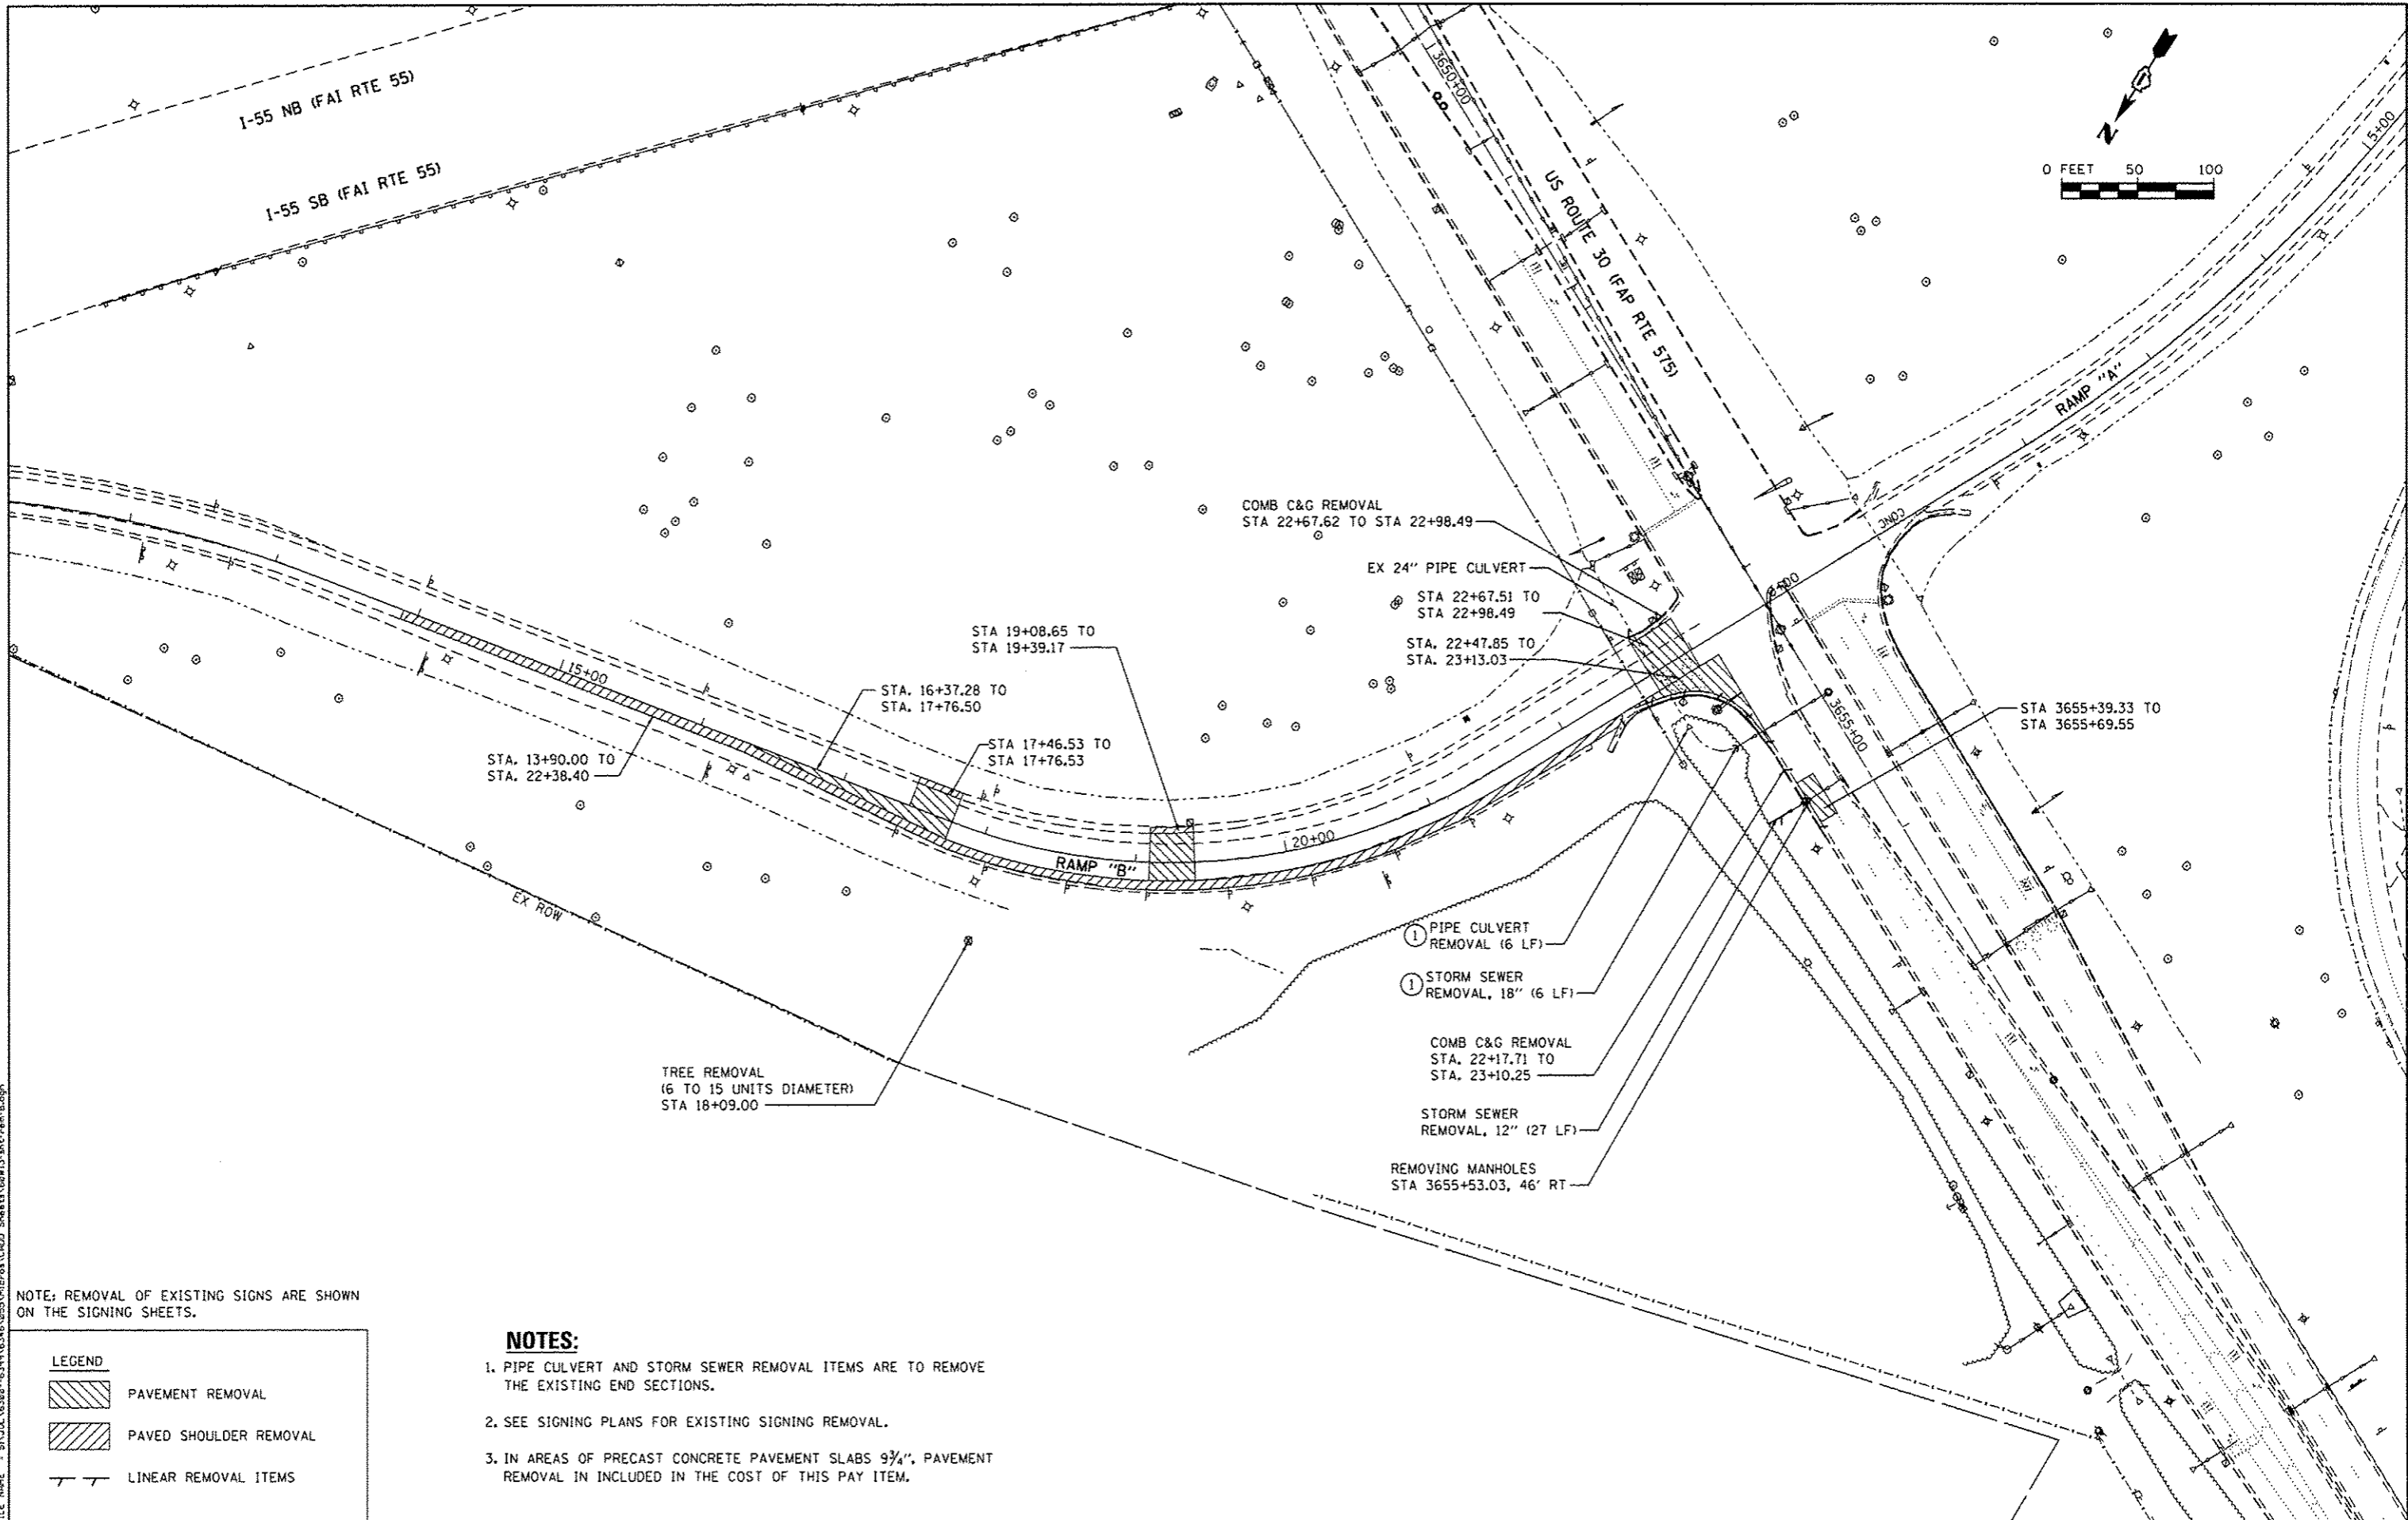 I-55 NB (FAI RTE 55)
I-55 SB (FAI RTE 55)
3650+00
US ROUTE 30 (FAP RTE 575)
N
0 FEET 50 100
5+00
RAMP "A"
CONC
COMB C&G REMOVAL
STA 22+67.62 TO STA 22+98.49
EX 24" PIPE CULVERT
STA 22+67.51 TO
STA 22+98.49
STA. 22+47.85 TO
STA. 23+13.03
STA 19+08.65 TO
STA 19+39.17
15+00
STA. 16+37.28 TO
STA. 17+76.50
STA 17+46.53 TO
STA 17+76.53
STA. 13+90.00 TO
STA. 22+38.40
3655+00
STA 3655+39.33 TO
STA 3655+69.55
20+00
RAMP "B"
EX ROW
1 PIPE CULVERT
REMOVAL (6 LF)
1 STORM SEWER
REMOVAL, 18" (6 LF)
COMB C&G REMOVAL
STA. 22+17.71 TO
STA. 23+10.25
STORM SEWER
REMOVAL, 12" (27 LF)
REMOVING MANHOLES
STA 3655+53.03, 46' RT
TREE REMOVAL
(6 TO 15 UNITS DIAMETER)
STA 18+09.00
NOTE: REMOVAL OF EXISTING SIGNS ARE SHOWN
ON THE SIGNING SHEETS.
LEGEND
PAVEMENT REMOVAL
PAVED SHOULDER REMOVAL
LINEAR REMOVAL ITEMS
NOTES:
1. PIPE CULVERT AND STORM SEWER REMOVAL ITEMS ARE TO REMOVE
THE EXISTING END SECTIONS.
2. SEE SIGNING PLANS FOR EXISTING SIGNING REMOVAL.
3. IN AREAS OF PRECAST CONCRETE PAVEMENT SLABS 9¾", PAVEMENT
REMOVAL IN INCLUDED IN THE COST OF THIS PAY ITEM.